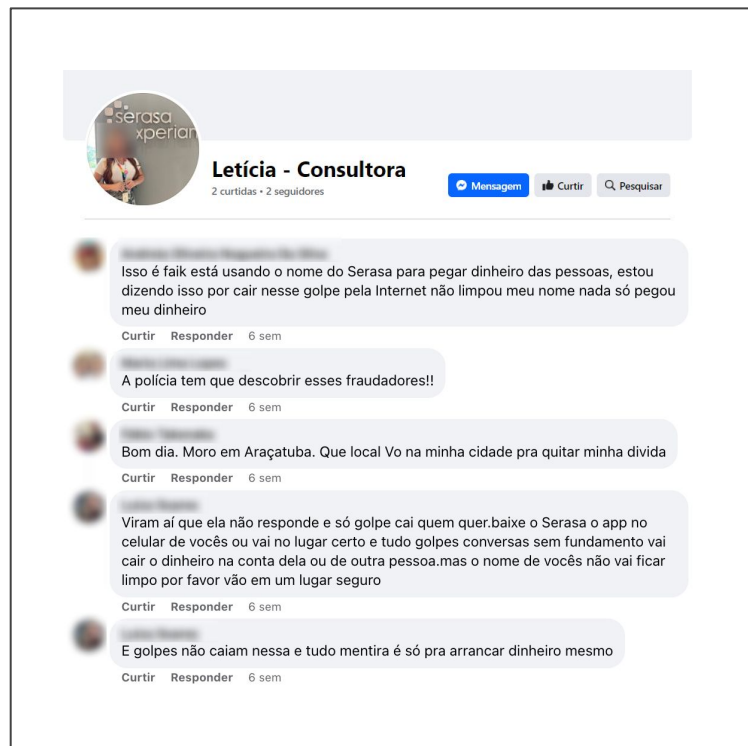 serasa
xperian
Letícia - Consultora
2 curtidas • 2 seguidores
Mensagem
Curtir
Pesquisar
Isso é faik está usando o nome do Serasa para pegar dinheiro das pessoas, estou
dizendo isso por cair nesse golpe pela Internet não limpou meu nome nada só pegou
meu dinheiro
Curtir Responder 6 sem
A polícia tem que descobrir esses fraudadores!!
Curtir Responder 6 sem
Bom dia. Moro em Araçatuba. Que local Vo na minha cidade pra quitar minha divida
Curtir Responder 6 sem
Viram aí que ela não responde e só golpe cai quem quer.baixe o Serasa o app no
celular de vocês ou vai no lugar certo e tudo golpes conversas sem fundamento vai
cair o dinheiro na conta dela ou de outra pessoa.mas o nome de vocês não vai ficar
limpo por favor vão em um lugar seguro
Curtir Responder 6 sem
E golpes não caiam nessa e tudo mentira é só pra arrancar dinheiro mesmo
Curtir Responder 6 sem